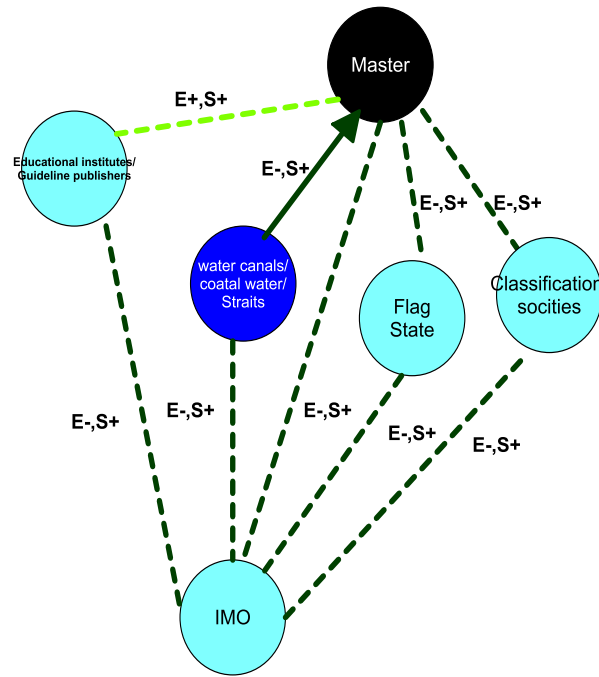 Master
E+,S+
Educational institutes/
Guideline publishers
E-,S+
E-,S+
E-,S+
water canals/
coatal water/
Straits
Classification
socities
Flag
State
E-,S+
E-,S+
E-,S+
E-,S+
E-,S+
IMO